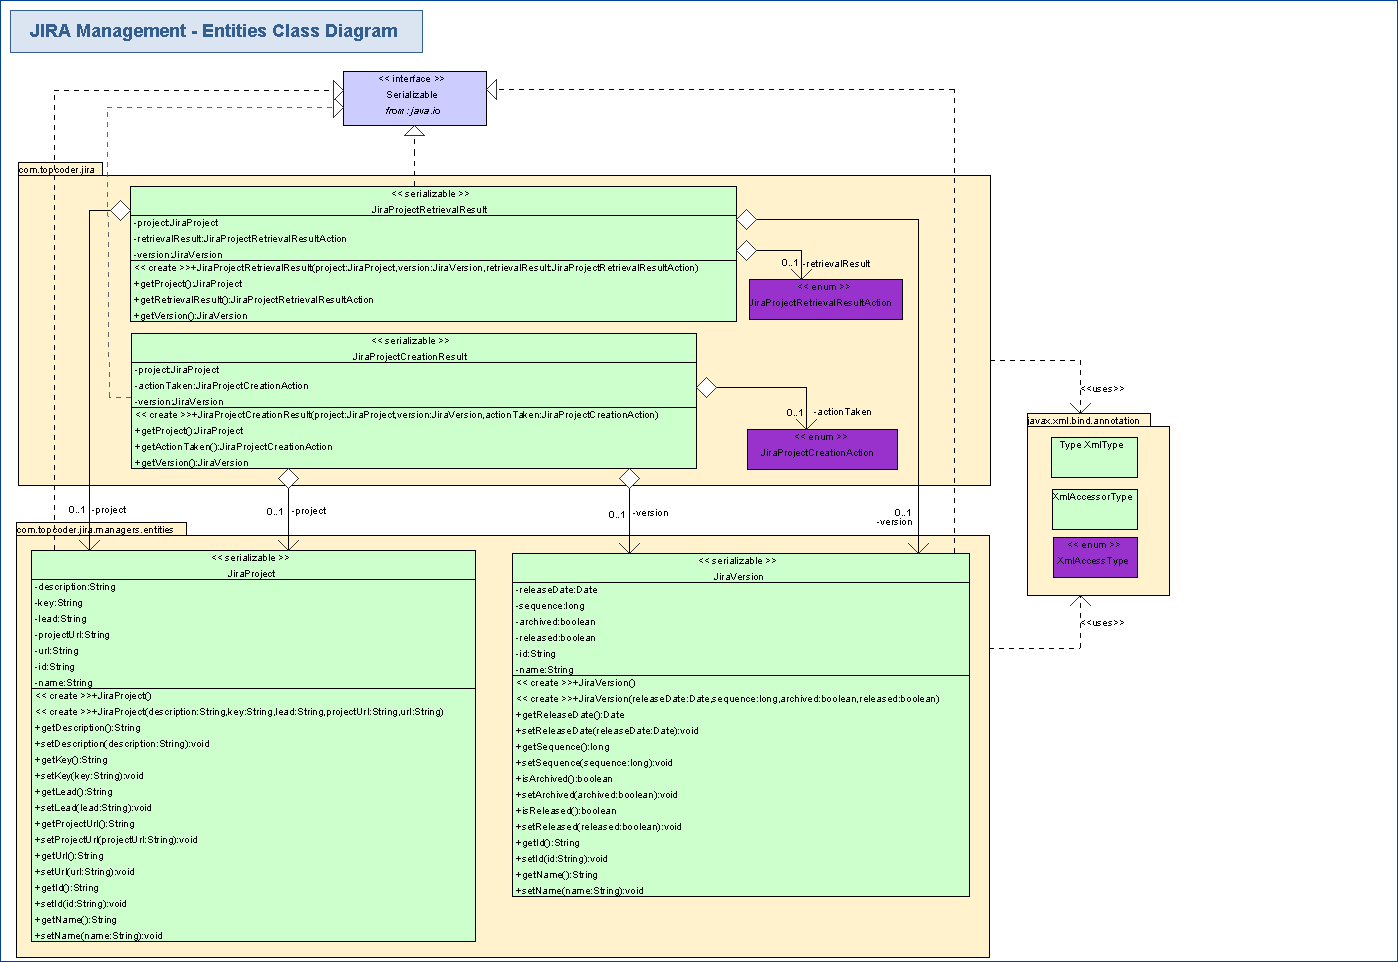 JIRA Management - Entities Class Diagram
<< interface >>
Serializable
from : java.io
com.topcoder.jira
<< serializable >>
JiraProjectRetrievalResult
-project:JiraProject
-retrievalResult:JiraProjectRetrievalResultAction
-version:JiraVersion
<< create >>+JiraProjectRetrievalResult(project:JiraProject,version:JiraVersion,retrievalResult:JiraProjectRetrievalResultAction)
+getProject():JiraProject
+getRetrievalResult():JiraProjectRetrievalResultAction
+getVersion():JiraVersion
0..1
-retrievalResult
<< enum >>
JiraProjectRetrievalResultAction
<< serializable >>
JiraProjectCreationResult
-project:JiraProject
-actionTaken:JiraProjectCreationAction
-version:JiraVersion
<< create >>+JiraProjectCreationResult(project:JiraProject,version:JiraVersion,actionTaken:JiraProjectCreationAction)
+getProject():JiraProject
+getActionTaken():JiraProjectCreationAction
+getVersion():JiraVersion
0..1
-actionTaken
<< enum >>
JiraProjectCreationAction
<<uses>>
javax.xml.bind.annotation
Type XmlType
XmlAccessorType
<< enum >>
XmlAccessType
<<uses>>
0..1 -project
0..1 -project
0..1 -version
0..1
-version
com.topcoder.jira.managers.entities
<< serializable >>
JiraProject
-description:String
-key:String
-lead:String
-projectUrl:String
-url:String
-id:String
-name:String
<< create >>+JiraProject()
<< create >>+JiraProject(description:String,key:String,lead:String,projectUrl:String,url:String)
+getDescription():String
+setDescription(description:String):void
+getKey():String
+setKey(key:String):void
+getLead():String
+setLead(lead:String):void
+getProjectUrl():String
+setProjectUrl(projectUrl:String):void
+getUrl():String
+setUrl(url:String):void
+getId():String
+setId(id:String):void
+getName():String
+setName(name:String):void
<< serializable >>
JiraVersion
-releaseDate:Date
-sequence:long
-archived:boolean
-released:boolean
-id:String
-name:String
<< create >>+JiraVersion()
<< create >>+JiraVersion(releaseDate:Date,sequence:long,archived:boolean,released:boolean)
+getReleaseDate():Date
+setReleaseDate(releaseDate:Date):void
+getSequence():long
+setSequence(sequence:long):void
+isArchived():boolean
+setArchived(archived:boolean):void
+isReleased():boolean
+setReleased(released:boolean):void
+getId():String
+setId(id:String):void
+getName():String
+setName(name:String):void